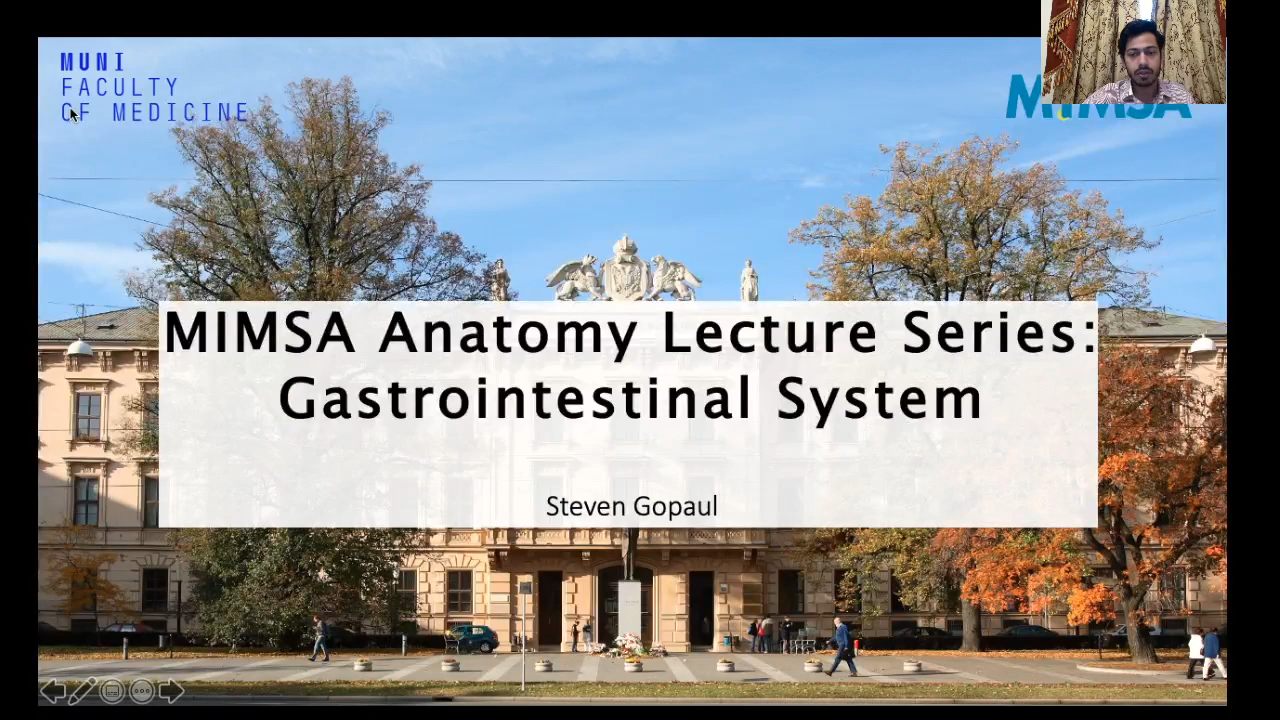 MUNI
FACULTY
OF MEDICINE
MIMSA
MIMSA Anatomy Lecture Series:
Gastrointestinal System
Steven Gopaul